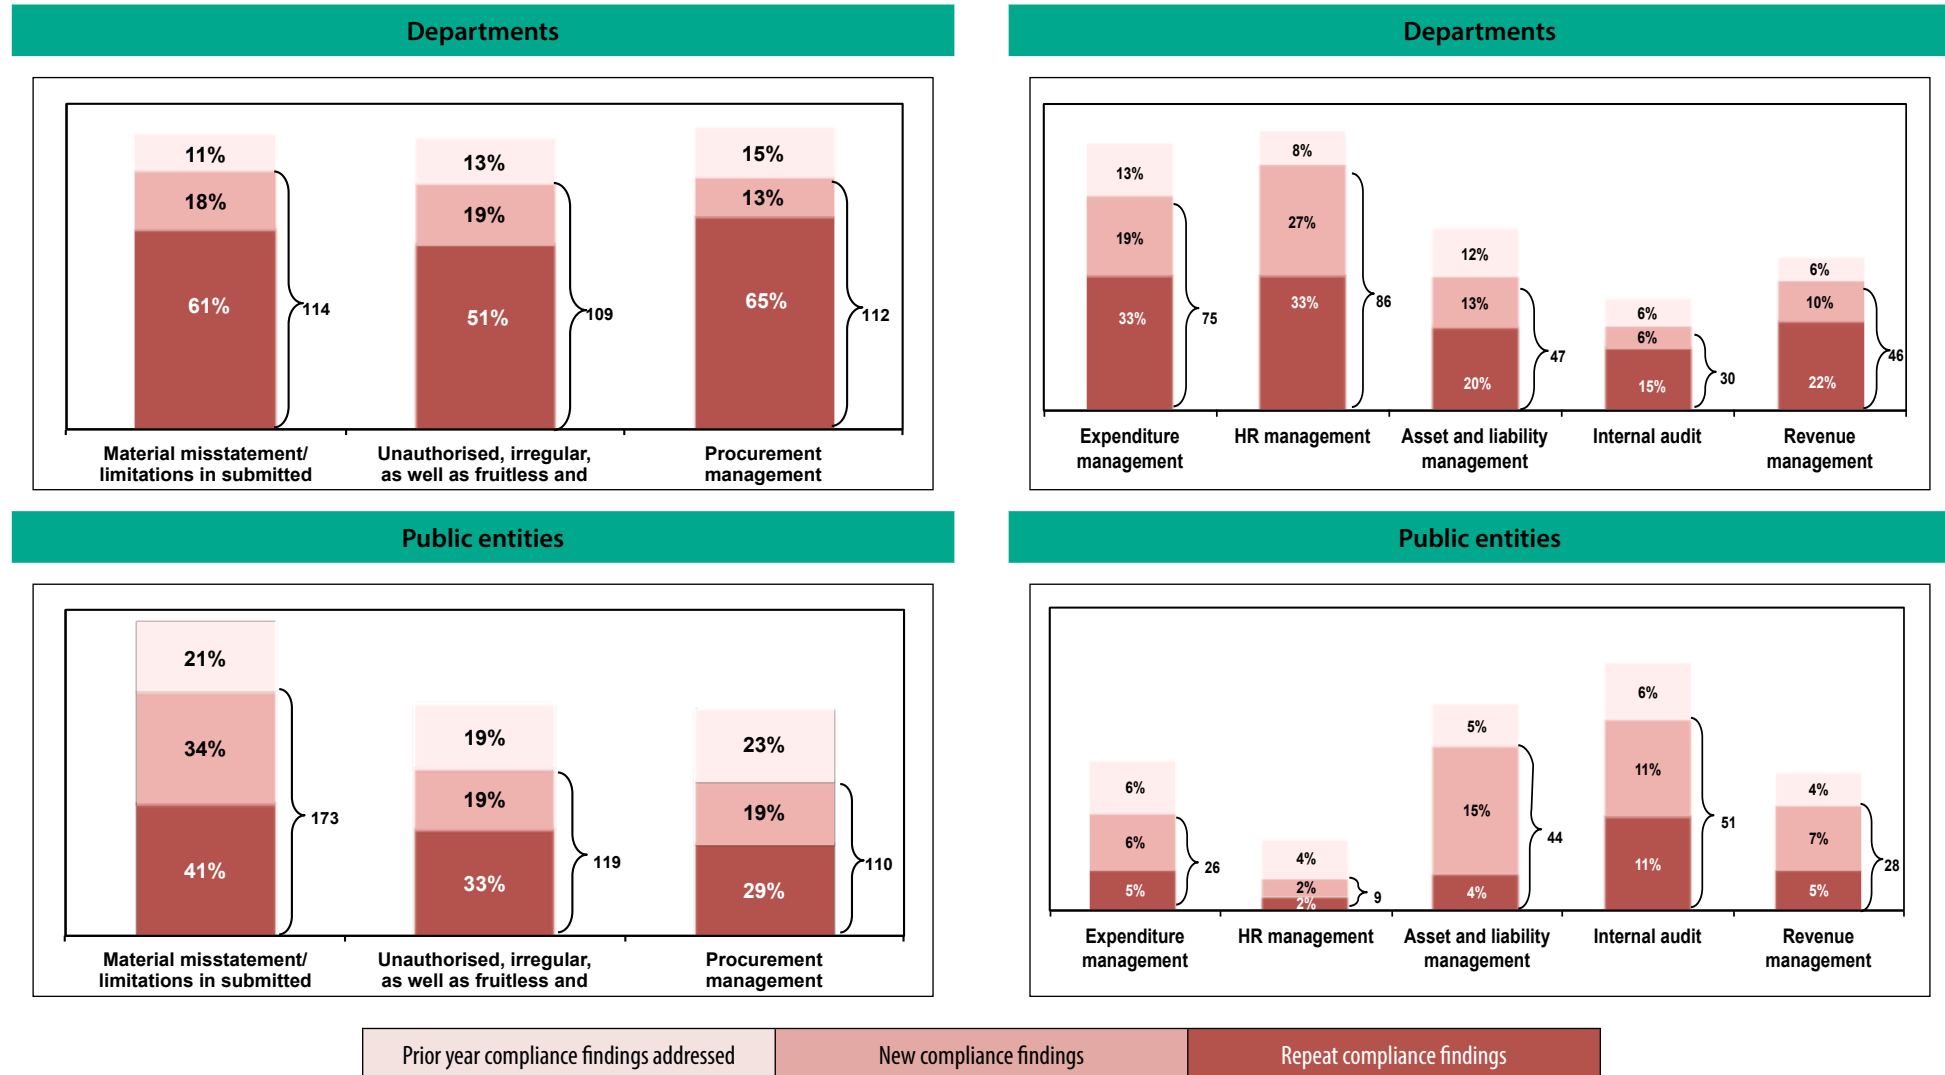 Departments
11%
13%
15%
18%
19%
13%
61%
51%
65%
114
109
112
Material misstatement/
limitations in submitted
Unauthorised, irregular,
as well as fruitless and
Procurement
management
Departments
13%
8%
12%
6%
6%
19%
27%
13%
6%
10%
33%
33%
20%
15%
22%
75
86
47
30
46
Expenditure
management
HR management
Asset and liability
management
Internal audit
Revenue
management
Public entities
21%
19%
23%
34%
19%
19%
41%
33%
29%
173
119
110
Material misstatement/
limitations in submitted
Unauthorised, irregular,
as well as fruitless and
Procurement
management
Public entities
6%
4%
5%
6%
4%
6%
2%
15%
11%
7%
5%
2%
4%
11%
5%
26
9
44
51
28
Expenditure
management
HR management
Asset and liability
management
Internal audit
Revenue
management
Prior year compliance findings addressed
New compliance findings
Repeat compliance findings